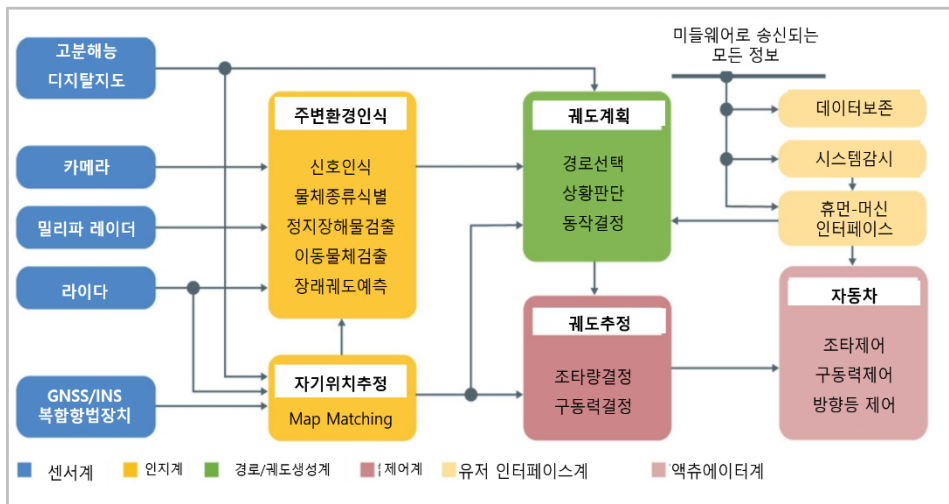 고분해능
디지탈지도
카메라
밀리파 레이더
라이다
GNSS/INS
복합항법장치
주변환경인식
신호인식
물체종류식별
정지장해물검출
이동물체검출
장래궤도예측
자기위치추정
Map Matching
궤도계획
경로선택
상황판단
동작결정
궤도추정
조타량결정
구동력결정
미들웨어로 송신되는
모든 정보
데이터보존
시스템감시
휴먼-머신
인터페이스
자동차
조타제어
구동력제어
방향등 제어
센서계
인지계
경로/궤도생성계
제어계
유저 인터페이스계
액츄에이터계